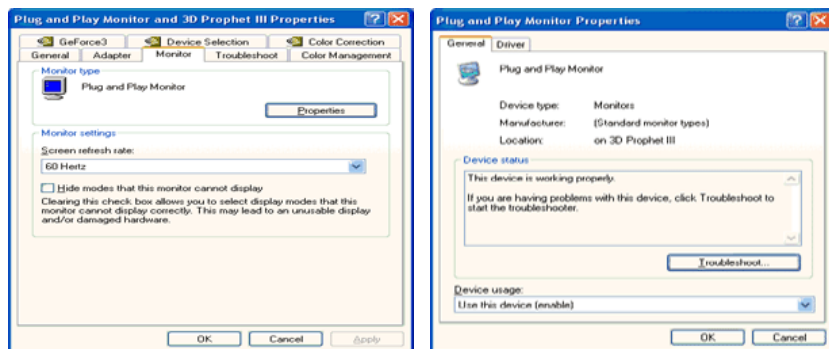 Plug and Play Monitor and 3D Prophet III Properties
GeForce3
Device Selection
Color Correction
General
Adapter
Monitor
Troubleshoot
Color Management
Monitor type
Plug and Play Monitor
Properties
Monitor settings
Screen refresh rate:
60 Hertz
Hide modes that this monitor cannot display
Clearing this check box allows you to select display modes that this
monitor cannot display correctly. This may lead to an unusable display
and/or damaged hardware.
OK
Cancel
Apply
Plug and Play Monitor Properties
General
Driver
Plug and Play Monitor
Device type: Monitors
Manufacturer: (Standard monitor types)
Location: on 3D Prophet III
Device status
This device is working properly.
If you are having problems with this device, click Troubleshoot to
start the troubleshooter.
Troubleshoot...
Device usage:
Use this device (enable)
OK
Cancel